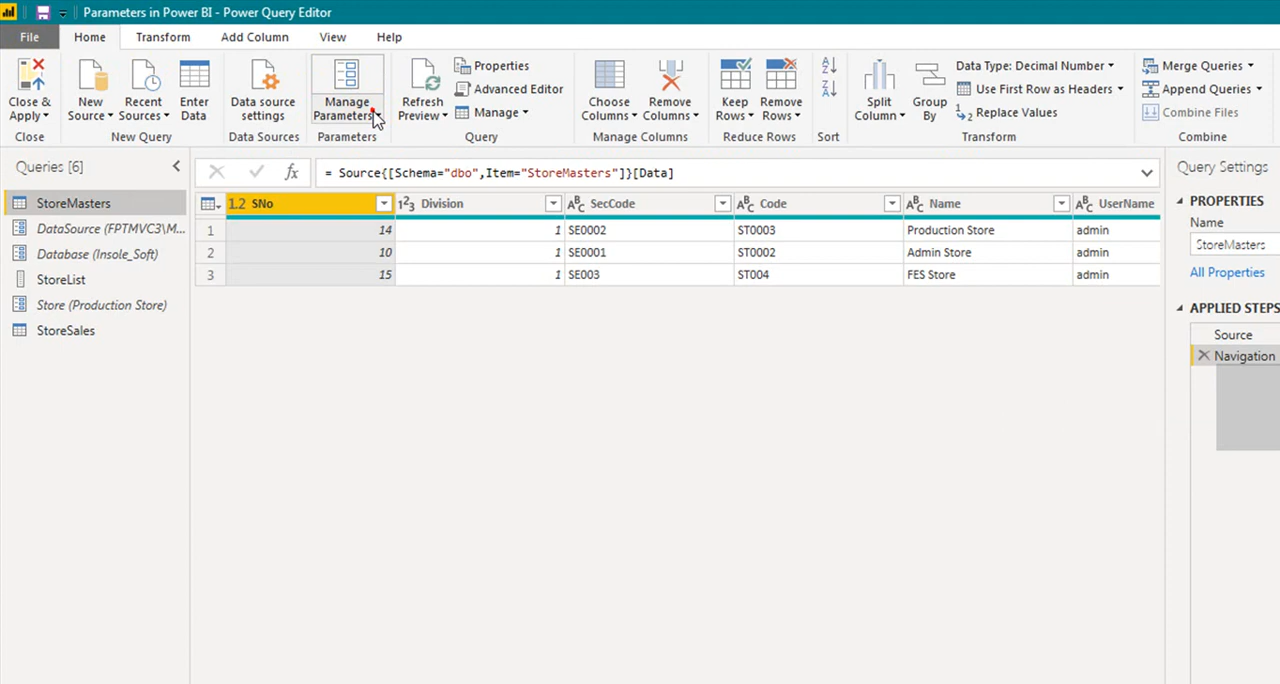 Parameters in Power BI - Power Query Editor
File Home Transform Add Column View Help
Close & Apply
New Source
Recent Sources
Enter Data
Data source settings
Manage Parameters
Refresh Preview
Properties
Advanced Editor
Manage
Choose Columns
Remove Columns
Keep Rows
Remove Rows
Split Column
Group By
Data Type: Decimal Number
Use First Row as Headers
1 2 Replace Values
Merge Queries
Append Queries
Combine Files
Close New Query Data Sources Parameters Query Manage Columns Reduce Rows Sort Transform Combine
Queries [6]
StoreMasters
DataSource (FPTMVC3\M...
Database (Insole_Soft)
StoreList
Store (Production Store)
StoreSales
fx = Source{[Schema="dbo",Item="StoreMasters"]}[Data]
1.2 SNo 1 2 3 Division A B C SecCode A B C Code A B C Name A B C UserName
1 14 1 SE0002 ST0003 Production Store admin
2 10 1 SE0001 ST0002 Admin Store admin
3 15 1 SE003 ST004 FES Store admin
Query Settings
PROPERTIES
Name
StoreMasters
All Properties
APPLIED STEPS
Source
Navigation